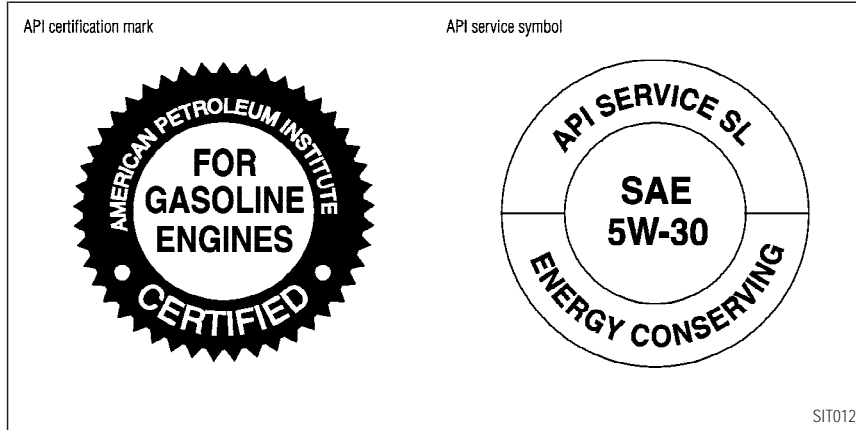 API certification mark
AMERICAN PETROLEUM INSTITUTE
FOR
GASOLINE
ENGINES
CERTIFIED
API service symbol
API SERVICE SL
SAE
5W-30
ENERGY CONSERVING
SIT012